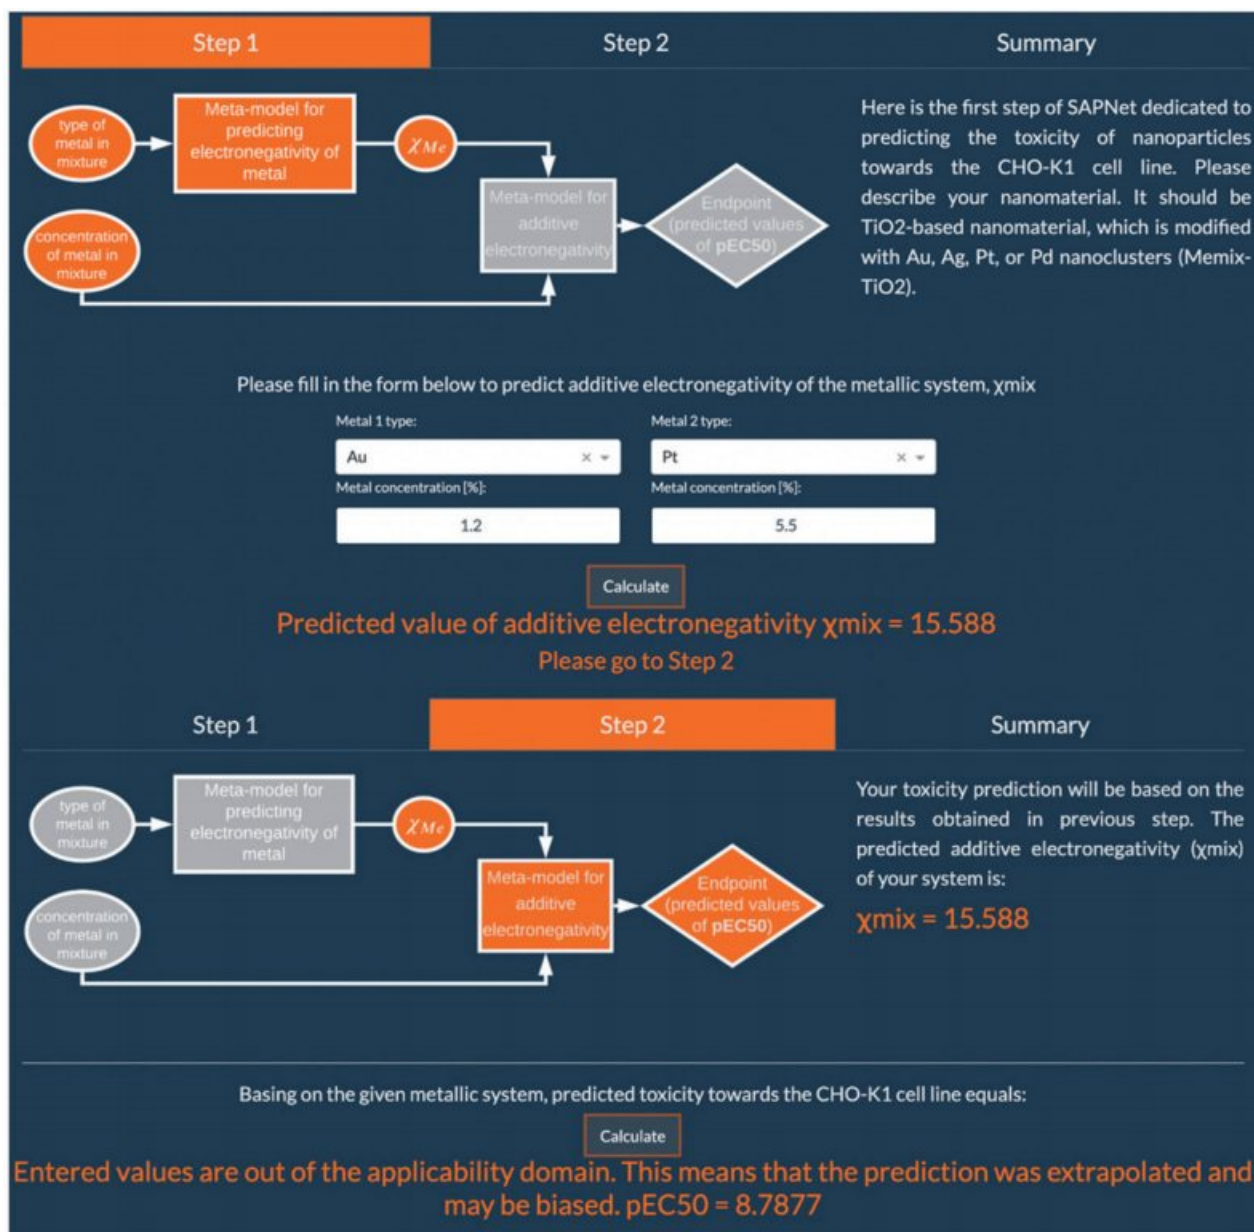 Step 1
Step 2
Summary
type of
metal in
mixture
Meta-model for
predicting
electronegativity of
metal
χMe
concentration
of metal in
mixture
Meta-model for
additive
electronegativity
Endpoint
(predicted values
of pEC50)
Here is the first step of SAPNet dedicated to
predicting the toxicity of nanoparticles
towards the CHO-K1 cell line. Please
describe your nanomaterial. It should be
TiO2-based nanomaterial, which is modified
with Au, Ag, Pt, or Pd nanoclusters (Memix-
TiO2).
Please fill in the form below to predict additive electronegativity of the metallic system, χmix
Metal 1 type:
Metal 2 type:
Au
Pt
Metal concentration [%]:
Metal concentration [%]:
1.2
5.5
Calculate
Predicted value of additive electronegativity χmix = 15.588
Please go to Step 2
Step 1
Step 2
Summary
type of
metal in
mixture
Meta-model for
predicting
electronegativity of
metal
χMe
concentration
of metal in
mixture
Meta-model for
additive
electronegativity
Endpoint
(predicted values
of pEC50)
Your toxicity prediction will be based on the
results obtained in previous step. The
predicted additive electronegativity (χmix)
of your system is:
χmix = 15.588
Basing on the given metallic system, predicted toxicity towards the CHO-K1 cell line equals:
Calculate
Entered values are out of the applicability domain. This means that the prediction was extrapolated and
may be biased. pEC50 = 8.7877